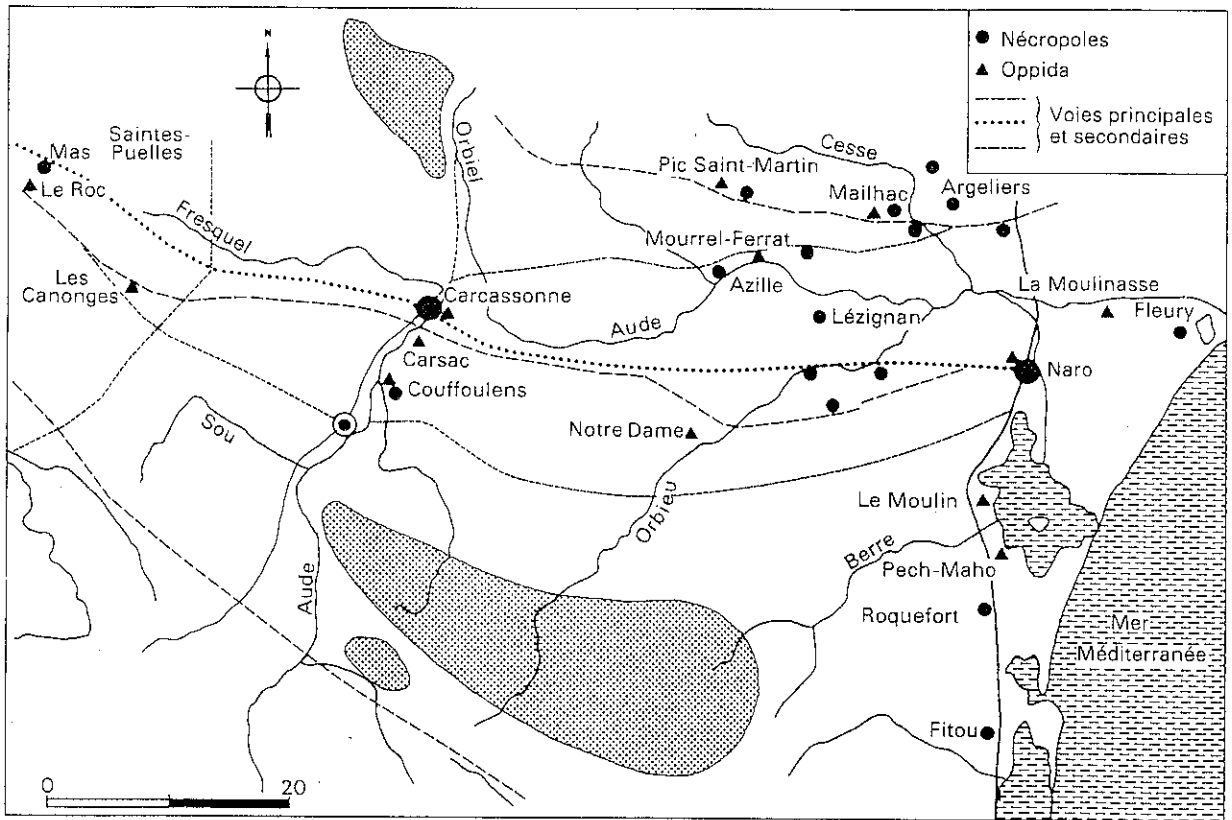 N
Nécropoles
Oppida
Voies principales
et secondaires
Saintes-
Puelles
Mas
Le Roc
Orbiel
Cesse
Pic Saint-Martin
Mailhac
Argeliers
Fresquel
Mourrel-Ferrat
Les
Canonges
Carcassonne
Azille
La Moulinasse
Fleury
Aude
Lézignan
Carsac
Couffoulens
Naro
Sou
Notre Dame
Orbieu
Le Moulin
Berre
Pech-Maho
Aude
Roquefort
Mer
Méditerranée
Fitou
0
20